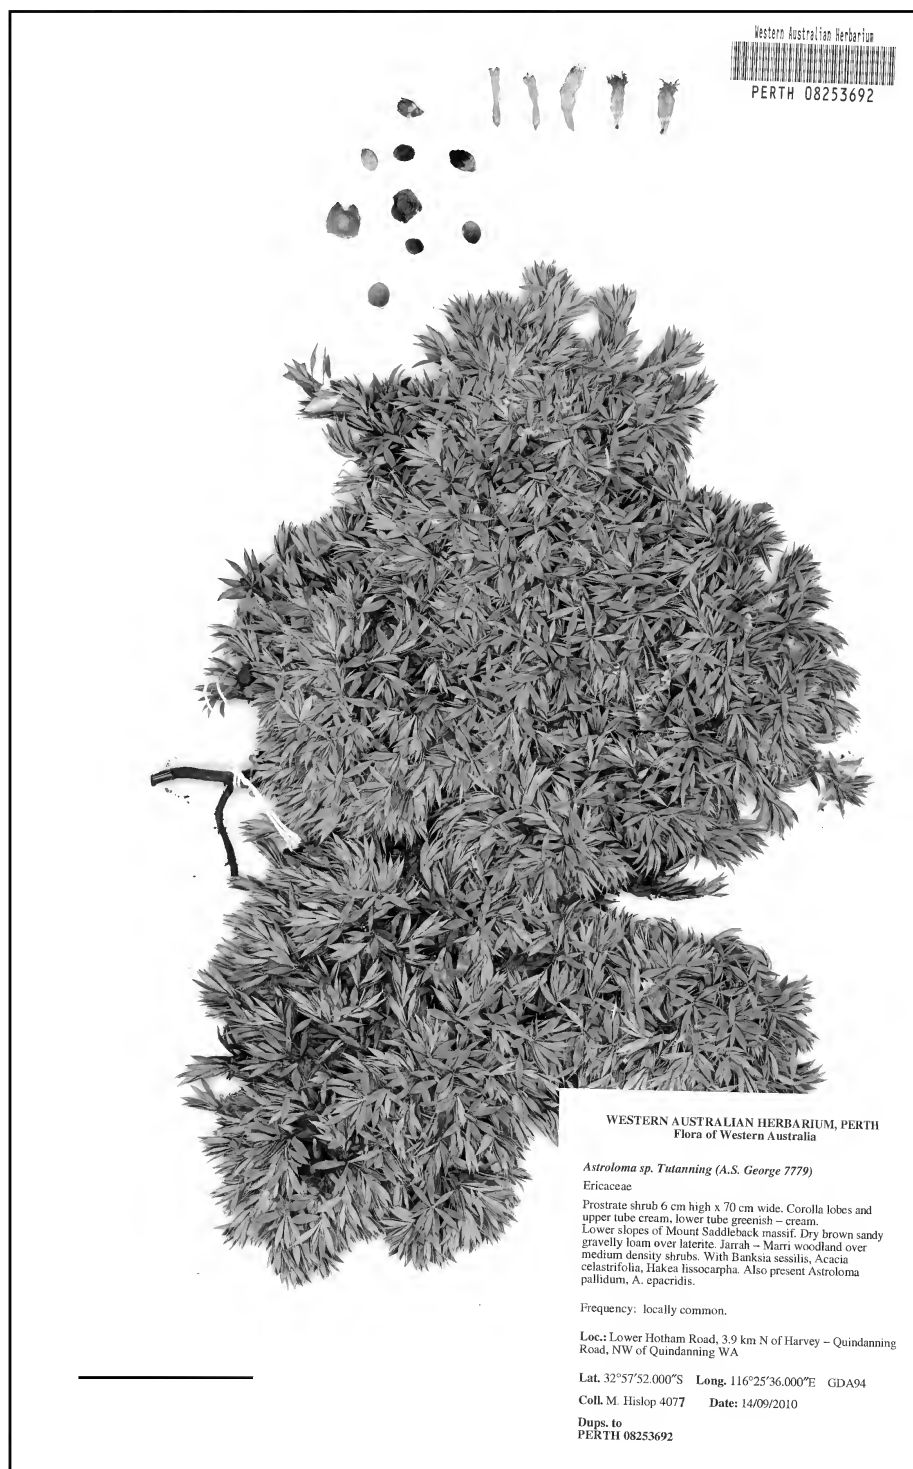 Western Australian Herbarium
PERTH 08253692
WESTERN AUSTRALIAN HERBARIUM, PERTH
Flora of Western Australia
Astroloma sp. Tutanning (A.S. George 7779)
Ericaceae
Prostrate shrub 6 cm high x 70 cm wide. Corolla lobes and
upper tube cream, lower tube greenish – cream.
Lower slopes of Mount Saddleback massif. Dry brown sandy
gravelly loam over laterite. Jarrah – Marri woodland over
medium density shrubs. With Banksia sessilis, Acacia
celastrifolia, Hakea lissocarpha. Also present Astroloma
pallidum, A. epacridis.
Frequency: locally common.
Loc.: Lower Hotham Road, 3.9 km N of Harvey – Quindanning
Road, NW of Quindanning WA
Lat. 32°57'52.000"S Long. 116°25'36.000"E GDA94
Coll. M. Hislop 4077 Date: 14/09/2010
Dups. to
PERTH 08253692